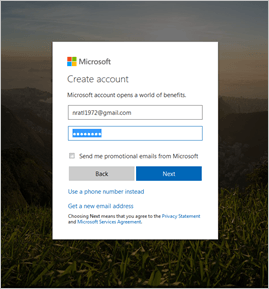 Microsoft
Create account
Microsoft account opens a world of benefits.
nratl1972@gmail.com
••••••••
Send me promotional emails from Microsoft
Back
Next
Use a phone number instead
Get a new email address
Choosing Next means that you agree to the Privacy Statement
and Microsoft Services Agreement.